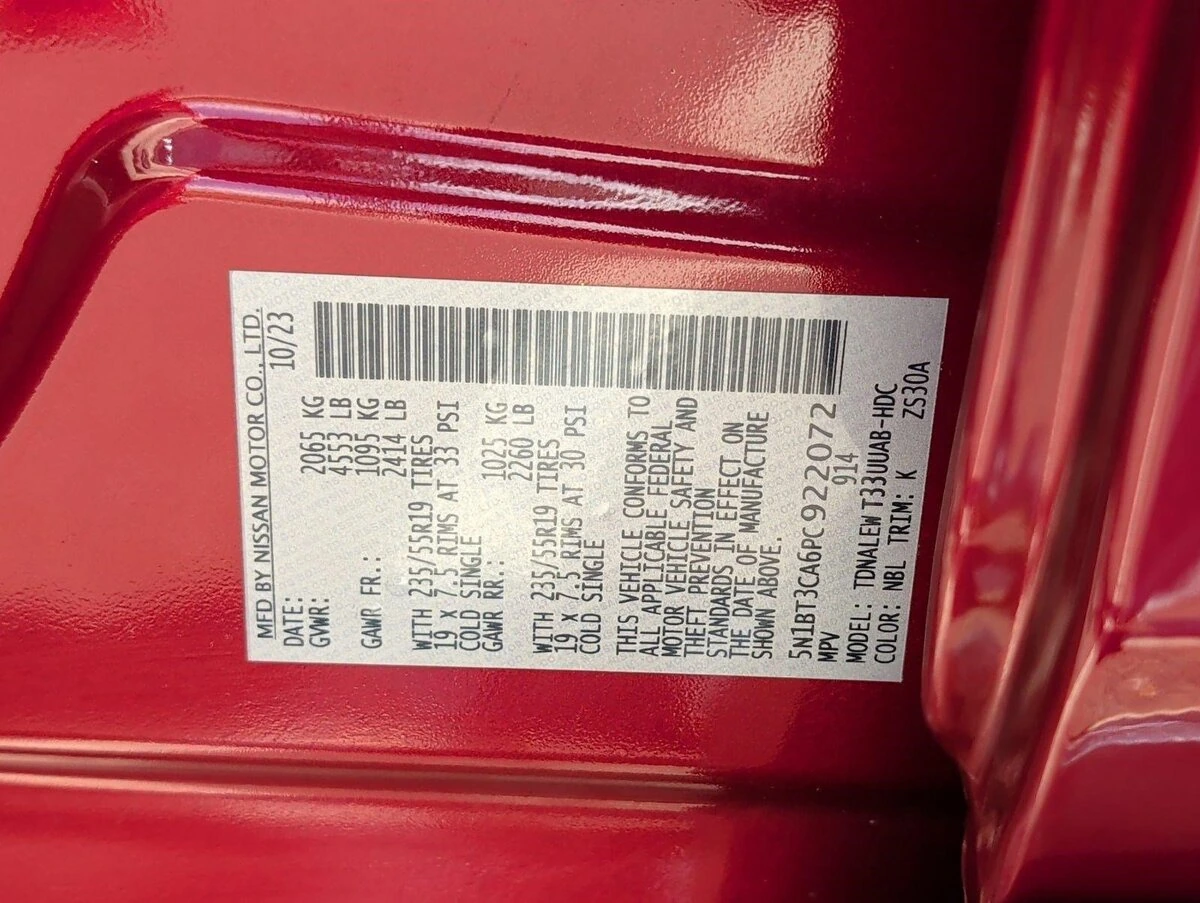 MFD BY NISSAN MOTOR CO., LTD.
DATE: 10/23
GVWR: 2065 KG
4553 LB
GAWR FR.: 1095 KG
2414 LB
WITH 235/55R19 TIRES
19 X 7.5 RIMS AT 33 PSI
COLD SINGLE
GAWR RR.: 1025 KG
2260 LB
WITH 235/55R19 TIRES
19 X 7.5 RIMS AT 30 PSI
COLD SINGLE
THIS VEHICLE CONFORMS TO
ALL APPLICABLE FEDERAL
MOTOR VEHICLE SAFETY AND
THEFT PREVENTION
STANDARDS IN EFFECT ON
THE DATE OF MANUFACTURE
SHOWN ABOVE.
5N1BT3CA6PC922072
MPV 914
MODEL: TDNALEW T33UUAB-HDC
COLOR: NBL TRIM: K ZS30A